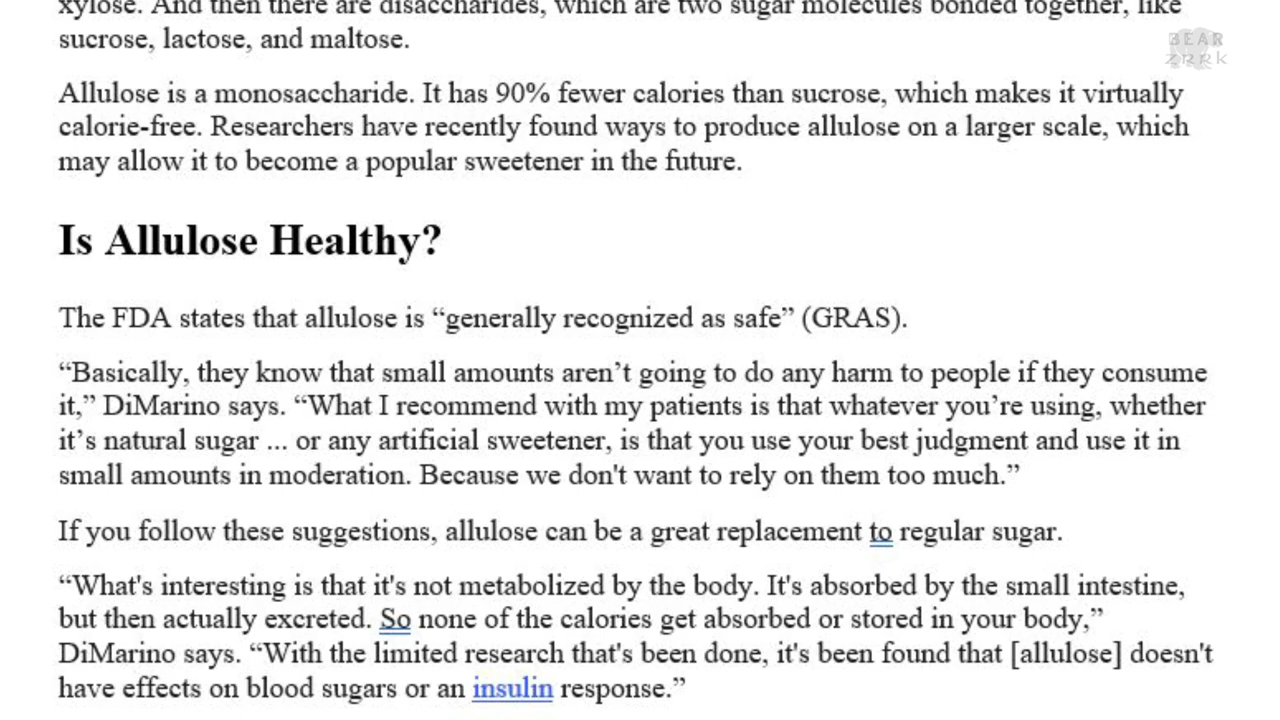 xylose. And then there are disaccharides, which are two sugar molecules bonded together, like
sucrose, lactose, and maltose.
BEAR
zɿɿɿk
Allulose is a monosaccharide. It has 90% fewer calories than sucrose, which makes it virtually
calorie-free. Researchers have recently found ways to produce allulose on a larger scale, which
may allow it to become a popular sweetener in the future.
Is Allulose Healthy?
The FDA states that allulose is “generally recognized as safe” (GRAS).
“Basically, they know that small amounts aren’t going to do any harm to people if they consume
it,” DiMarino says. “What I recommend with my patients is that whatever you’re using, whether
it’s natural sugar ... or any artificial sweetener, is that you use your best judgment and use it in
small amounts in moderation. Because we don't want to rely on them too much.”
If you follow these suggestions, allulose can be a great replacement to regular sugar.
“What's interesting is that it's not metabolized by the body. It's absorbed by the small intestine,
but then actually excreted. So none of the calories get absorbed or stored in your body,”
DiMarino says. “With the limited research that's been done, it's been found that [allulose] doesn't
have effects on blood sugars or an insulin response.”